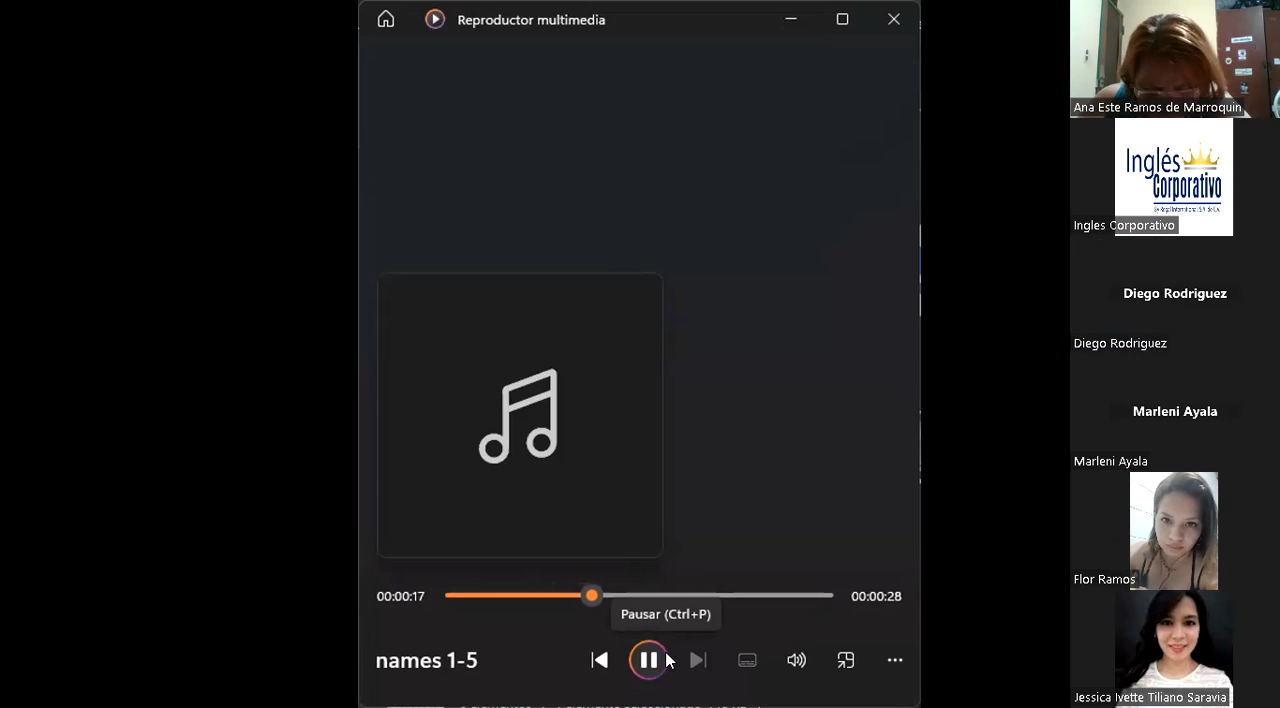 Reproductor multimedia
00:00:17
00:00:28
Pausar (Ctrl+P)
names 1-5
Ana Este Ramos de Marroquin
Inglés
Corporativo
Ingles Corporativo
Diego Rodriguez
Diego Rodriguez
Marleni Ayala
Marleni Ayala
Flor Ramos
Jessica Ivette Tiliano Saravia